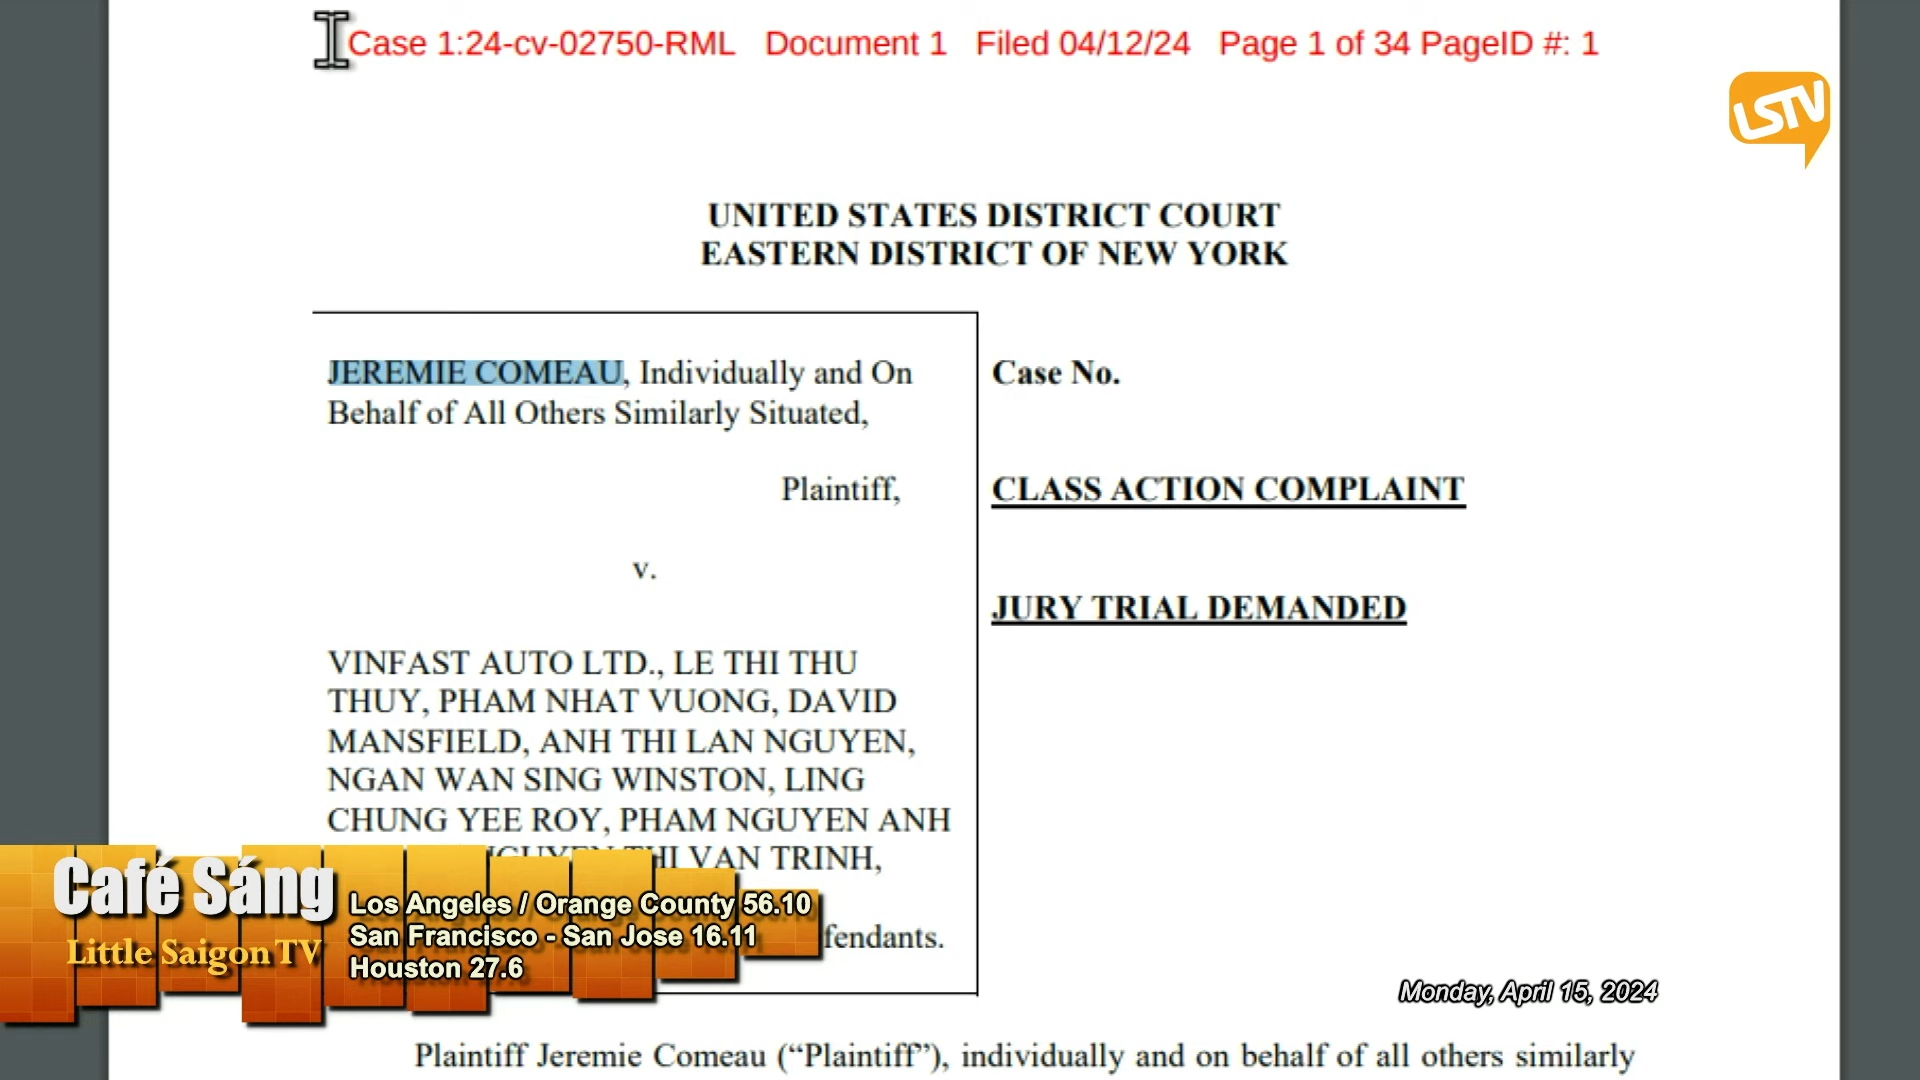 Case 1:24-cv-02750-RML Document 1 Filed 04/12/24 Page 1 of 34 PageID #: 1
LSTV
UNITED STATES DISTRICT COURT
EASTERN DISTRICT OF NEW YORK
JEREMIE COMEAU, Individually and On
Behalf of All Others Similarly Situated,
Plaintiff,
v.
VINFAST AUTO LTD., LE THI THU
THUY, PHAM NHAT VUONG, DAVID
MANSFIELD, ANH THI LAN NGUYEN,
NGAN WAN SING WINSTON, LING
CHUNG YEE ROY, PHAM NGUYEN ANH
NGUYEN THI VAN TRINH,
fendants.
Case No.
CLASS ACTION COMPLAINT
JURY TRIAL DEMANDED
Café Sáng
Little Saigon TV
Los Angeles / Orange County 56.10
San Francisco - San Jose 16.11
Houston 27.6
Monday, April 15, 2024
Plaintiff Jeremie Comeau (“Plaintiff”), individually and on behalf of all others similarly